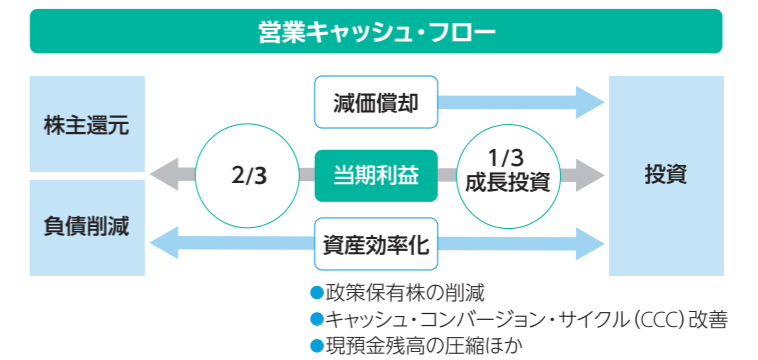 営業キャッシュ・フロー
株主還元
負債削減
減価償却
2/3
当期利益
1/3
成長投資
資産効率化
投資
●政策保有株の削減
●キャッシュ・コンバージョン・サイクル(CCC)改善
●現預金残高の圧縮ほか